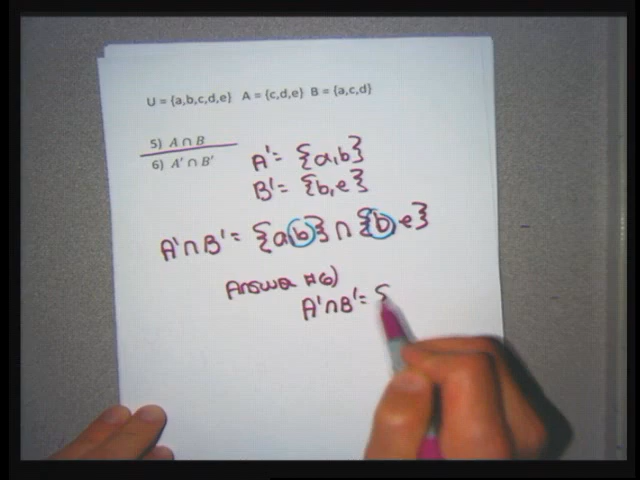 U = {a,b,c,d,e} A = {c,d,e} B = {a,c,d}
5) A ∩ B
6) A' ∩ B'
A' = {a,b}
B' = {b,e}
A'∩B' = {a,b} ∩ {b,e}
Answer #6)
A'∩B' =